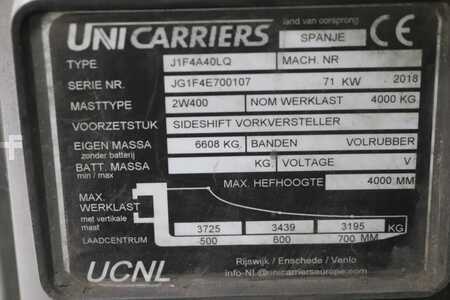 UNICARRIERS
land van oorsprong
SPANJE
CE
TYPE J1F4A40LQ MACH. NR
SERIE NR. JG1F4E700107 71 KW 2018
MASTTYPE 2W400 NOM WERKLAST 4000 KG
VOORZETSTUK SIDESHIFT VORKVERSTELLER
EIGEN MASSA 6608 KG. BANDEN VOLRUBBER
zonder batterij
BATT. MASSA KG VOLTAGE V
min / max
MAX. HEFHOOGTE 4000 MM
MAX.
WERKLAST
met vertikale
maat 3725 3439 3195 KG
LAADCENTRUM 500 600 700 MM
UCNL
Rijswijk / Enschede / Venlo
info-NL@unicarrierseurope.com